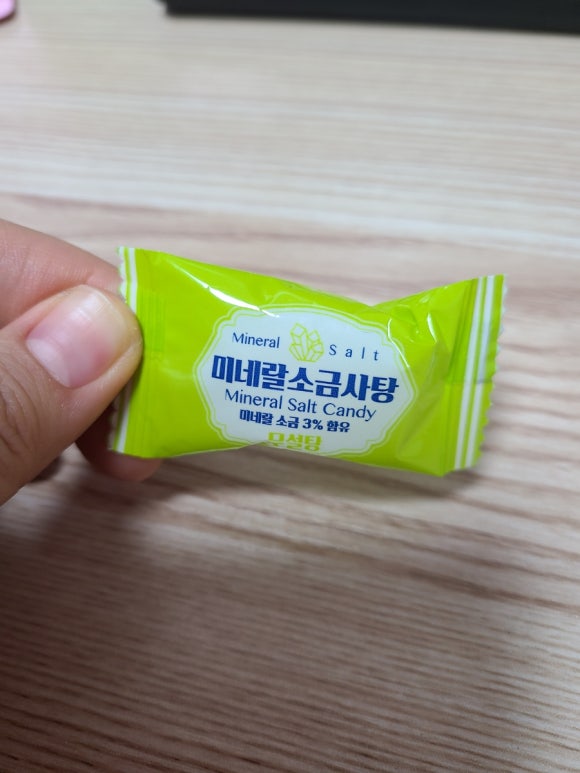 Mineral Salt
미네랄소금사탕
Mineral Salt Candy
미네랄 소금 3% 함유
무설탕